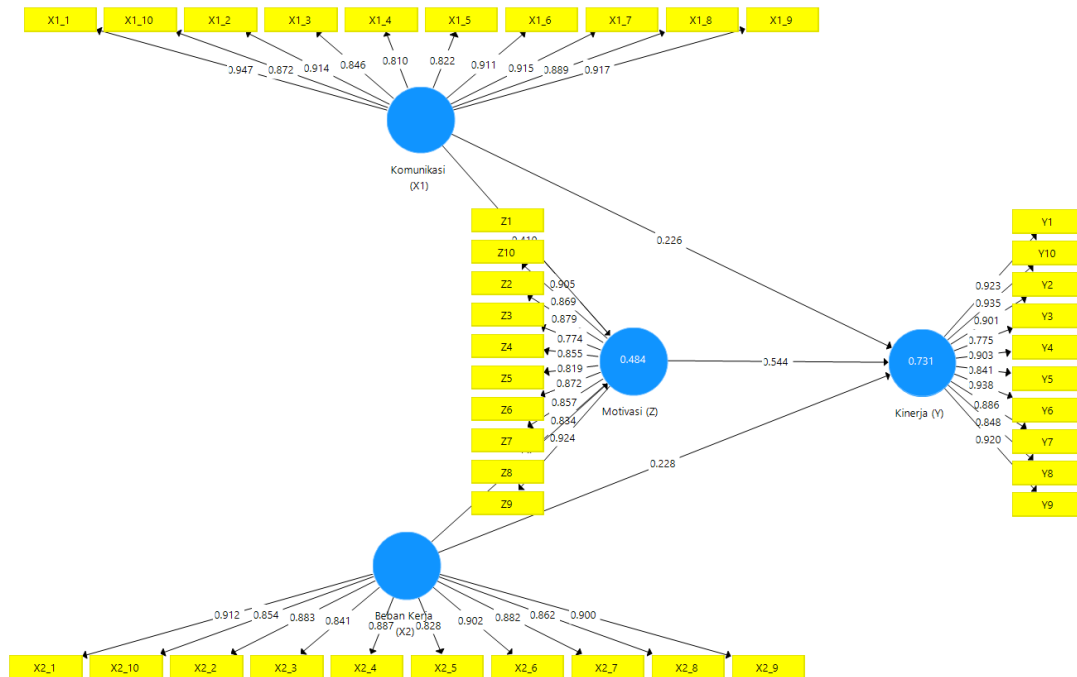 X1_1 X1_10 X1_2 X1_3 X1_4 X1_5 X1_6 X1_7 X1_8 X1_9
0.947 0.872 0.914 0.846 0.810 0.822 0.911 0.915 0.889 0.917
Komunikasi
(X1)
0.226
Z1
Z10
Z2
Z3
Z4
Z5
Z6
Z7
Z8
Z9
0.905
0.869
0.879
0.774
0.855
0.819
0.872
0.857
0.834
0.924
0.484
Motivasi (Z)
0.544
0.228
Y1
Y10
Y2
Y3
Y4
Y5
Y6
Y7
Y8
Y9
0.923
0.935
0.901
0.775
0.903
0.841
0.938
0.886
0.848
0.920
0.731
Kinerja (Y)
Beban Kerja
(X2)
0.912 0.854 0.883 0.841 0.887 0.828 0.902 0.882 0.862 0.900
X2_1 X2_10 X2_2 X2_3 X2_4 X2_5 X2_6 X2_7 X2_8 X2_9